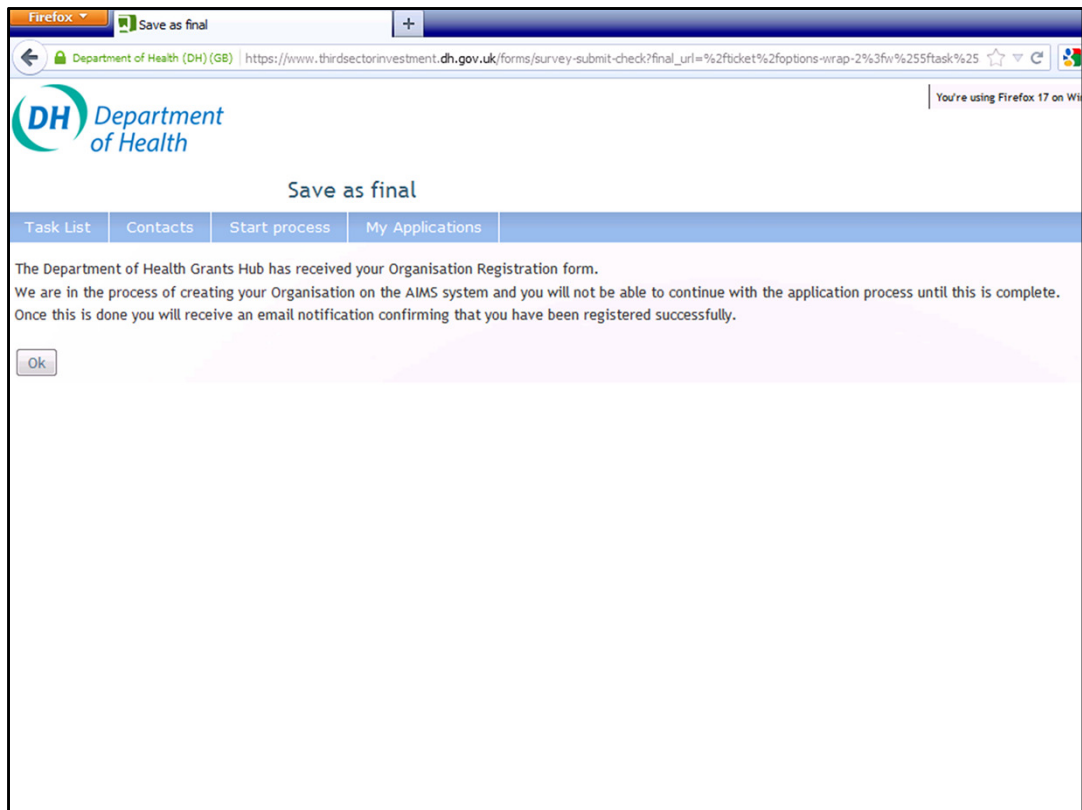 Firefox
Save as final
+
Department of Health (DH) (GB) https://www.thirdsectorinvestment.dh.gov.uk/forms/survey-submit-check?final_url=%2fticket%2foptions-wrap-2%3fw%255ftask%25
You're using Firefox 17 on Wi
DH Department
of Health
Save as final
Task List Contacts Start process My Applications
The Department of Health Grants Hub has received your Organisation Registration form.
We are in the process of creating your Organisation on the AIMS system and you will not be able to continue with the application process until this is complete.
Once this is done you will receive an email notification confirming that you have been registered successfully.
Ok